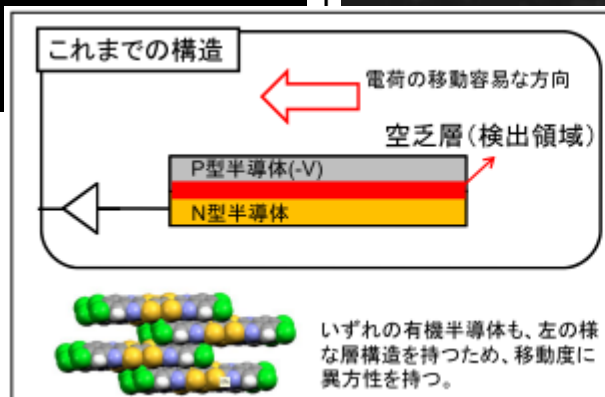 これまでの構造
電荷の移動容易な方向
空乏層(検出領域)
P型半導体(-V)
N型半導体
いずれの有機半導体も、左の様
な層構造を持つため、移動度に
異方性を持つ。